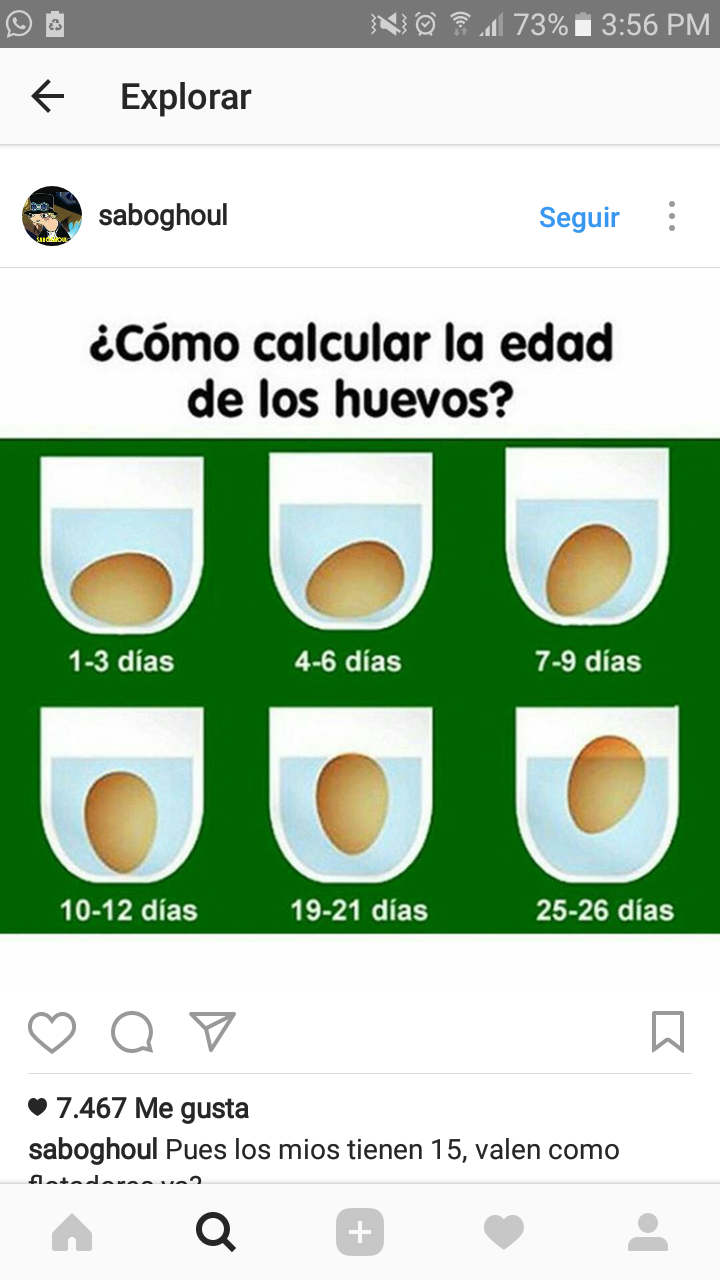 73% 3:56 PM
Explorar
saboghoul Seguir
¿Cómo calcular la edad
de los huevos?
1-3 días 4-6 días 7-9 días
10-12 días 19-21 días 25-26 días
7.467 Me gusta
saboghoul Pues los mios tienen 15, valen como